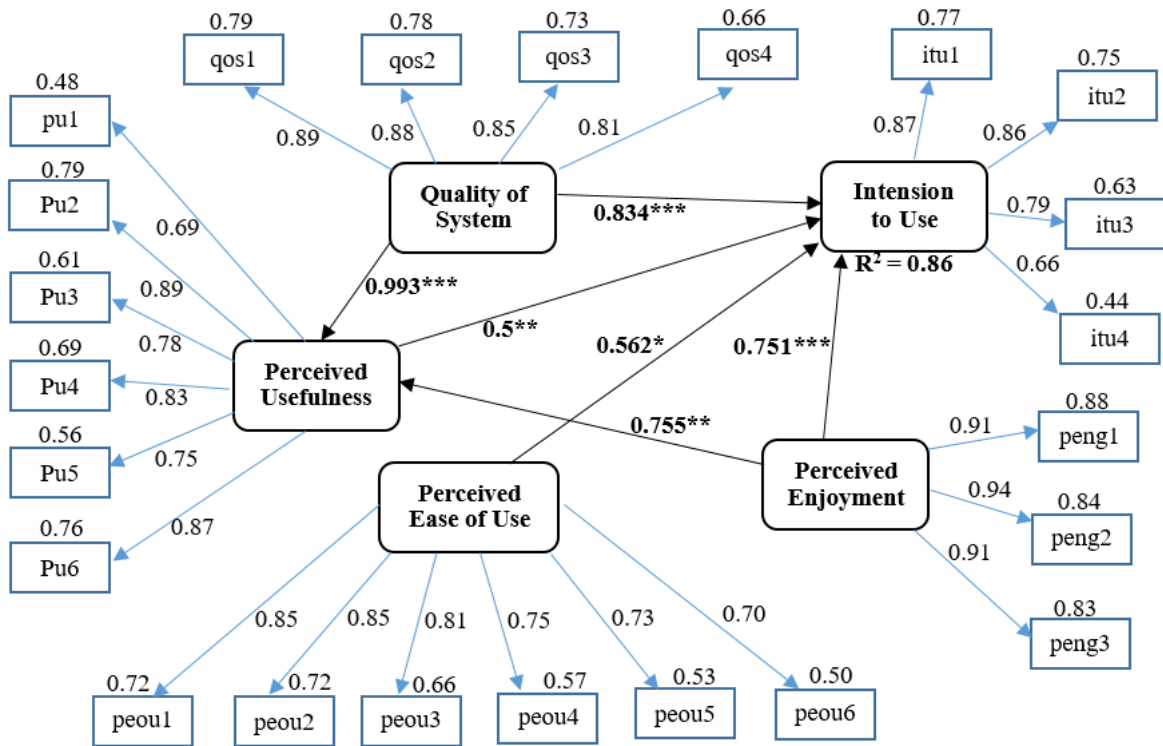 0.79
qos1
0.78
qos2
0.73
qos3
0.66
qos4
0.77
itu1
0.75
itu2
0.48
pu1
0.89
0.88
0.85
0.81
0.87
0.86
0.79
Pu2
Quality of
System
Intension
to Use
R² = 0.86
0.834***
0.79
0.63
itu3
0.66
0.44
itu4
0.69
0.61
Pu3
0.89
0.993***
0.78
0.5**
0.562*
0.751***
0.69
Pu4
0.83
Perceived
Usefulness
0.755**
0.56
Pu5
0.75
0.76
Pu6
0.87
Perceived
Ease of Use
Perceived
Enjoyment
0.91
0.88
peng1
0.94
0.84
peng2
0.91
0.83
peng3
0.85
0.85
0.81
0.75
0.73
0.70
0.72
peou1
0.72
peou2
0.66
peou3
0.57
peou4
0.53
peou5
0.50
peou6